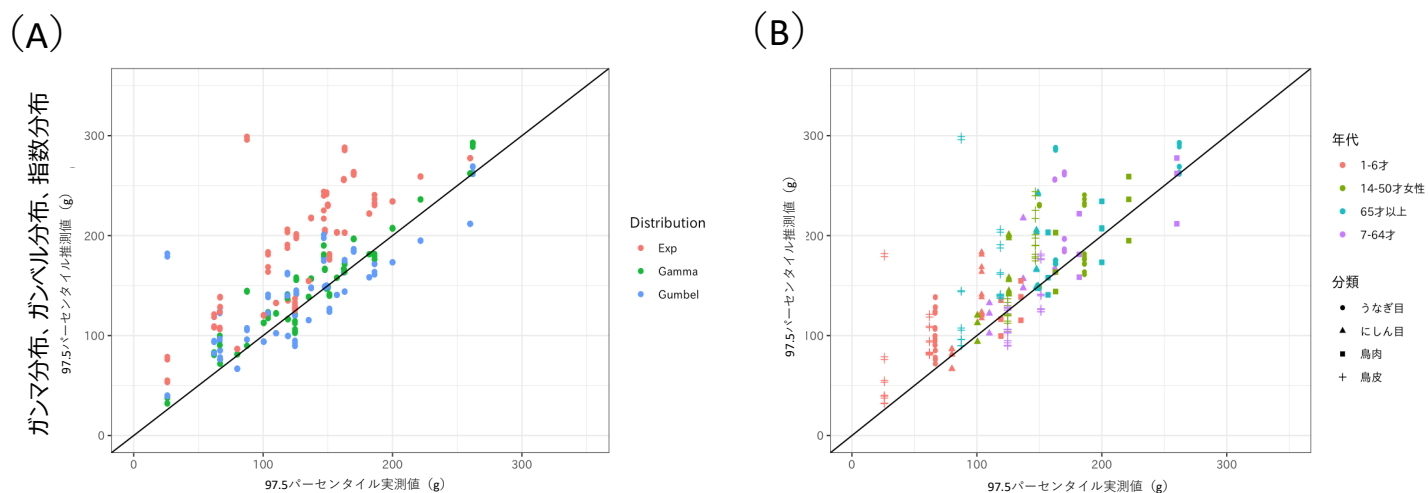 (A)
ガンマ分布、ガンベル分布、指数分布
97.5パーセンタイル推測値（g）
300
200
100
0
0
100
200
300
97.5パーセンタイル実測値（g）
Distribution
Exp
Gamma
Gumbel
(B)
97.5パーセンタイル推測値（g）
300
200
100
0
0
100
200
300
97.5パーセンタイル実測値（g）
年代
1-6才
14-50才女性
65才以上
7-64才
分類
うなぎ目
にしん目
鳥肉
鳥皮